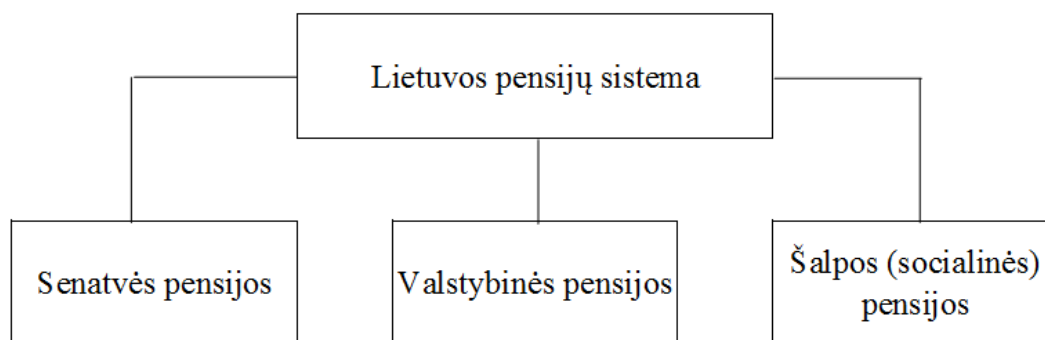 Lietuvos pensijų sistema
Senatvės pensijos
Valstybinės pensijos
Šalpos (socialinės)
pensijos